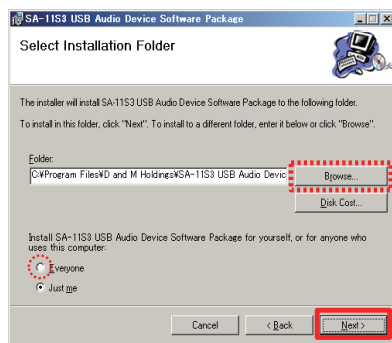 SA-11S3 USB Audio Device Software Package
Select Installation Folder
The installer will install SA-11S3 USB Audio Device Software Package to the following folder.
To install in this folder, click "Next". To install to a different folder, enter it below or click "Browse".
Folder:
C:¥Program Files¥D and M Holdings¥SA-11S3 USB Audio Devic
Browse...
Disk Cost...
Install SA-11S3 USB Audio Device Software Package for yourself, or for anyone who
uses this computer:
Everyone
Just me
Cancel
< Back
Next >